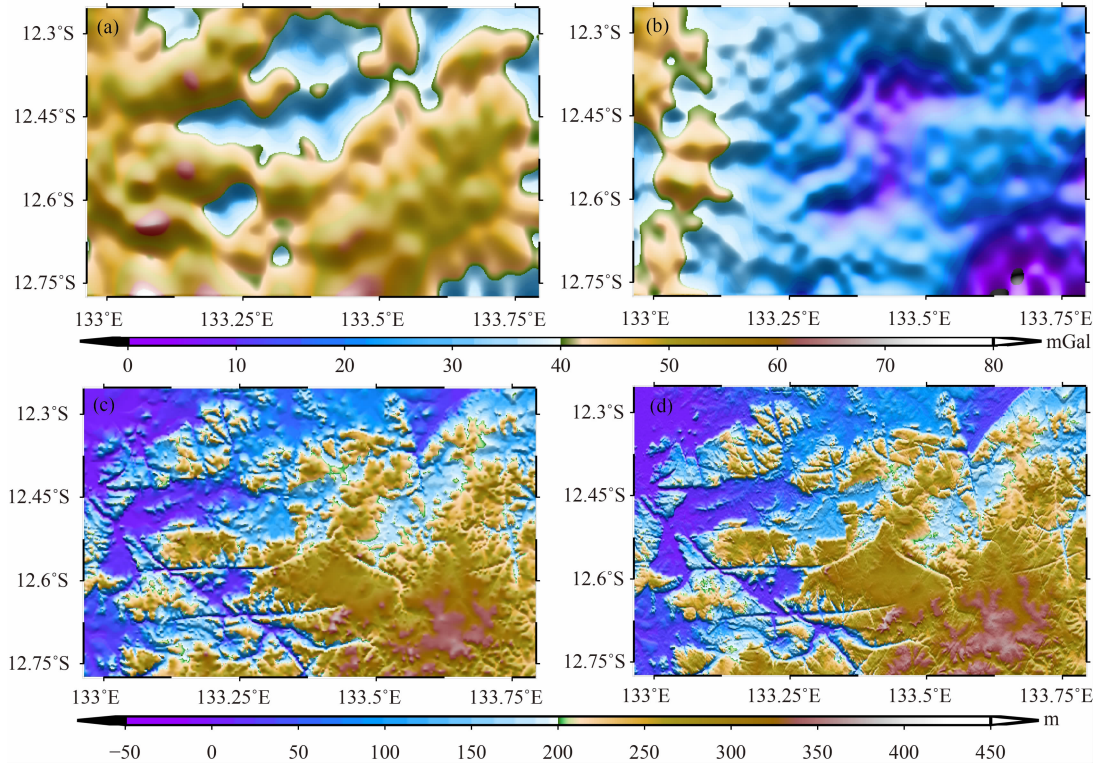 (a) (b)
12.3°S 12.3°S
12.45°S 12.45°S
12.6°S 12.6°S
12.75°S 12.75°S
133°E 133.25°E 133.5°E 133.75°E 133°E 133.25°E 133.5°E 133.75°E
mGal
0 10 20 30 40 50 60 70 80
(c) (d)
12.3°S 12.3°S
12.45°S 12.45°S
12.6°S 12.6°S
12.75°S 12.75°S
133°E 133.25°E 133.5°E 133.75°E 133°E 133.25°E 133.5°E 133.75°E
m
−50 0 50 100 150 200 250 300 350 400 450